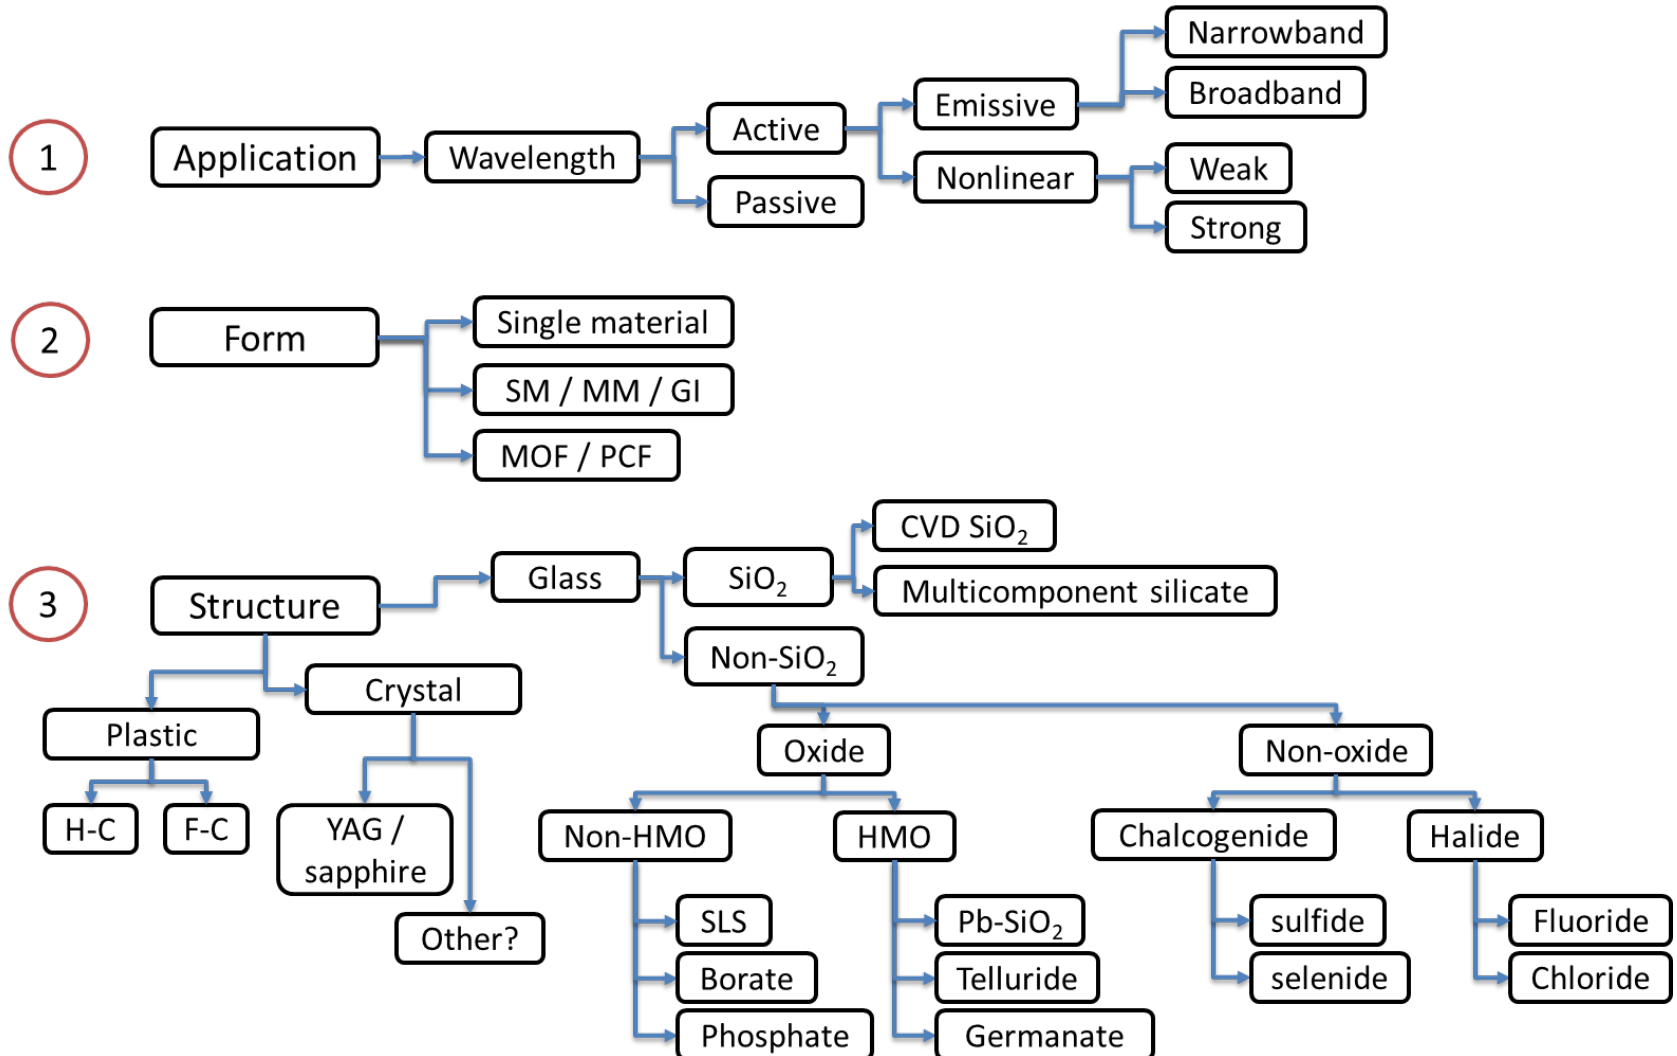 1
Application
Wavelength
Active
Passive
Emissive
Nonlinear
Narrowband
Broadband
Weak
Strong
2
Form
Single material
SM / MM / GI
MOF / PCF
3
Structure
Glass
SiO₂
CVD SiO₂
Multicomponent silicate
Non-SiO₂
Crystal
Plastic
H-C
F-C
YAG /
sapphire
Other?
Oxide
Non-oxide
Non-HMO
HMO
Chalcogenide
Halide
SLS
Borate
Phosphate
Pb-SiO₂
Telluride
Germanate
sulfide
selenide
Fluoride
Chloride